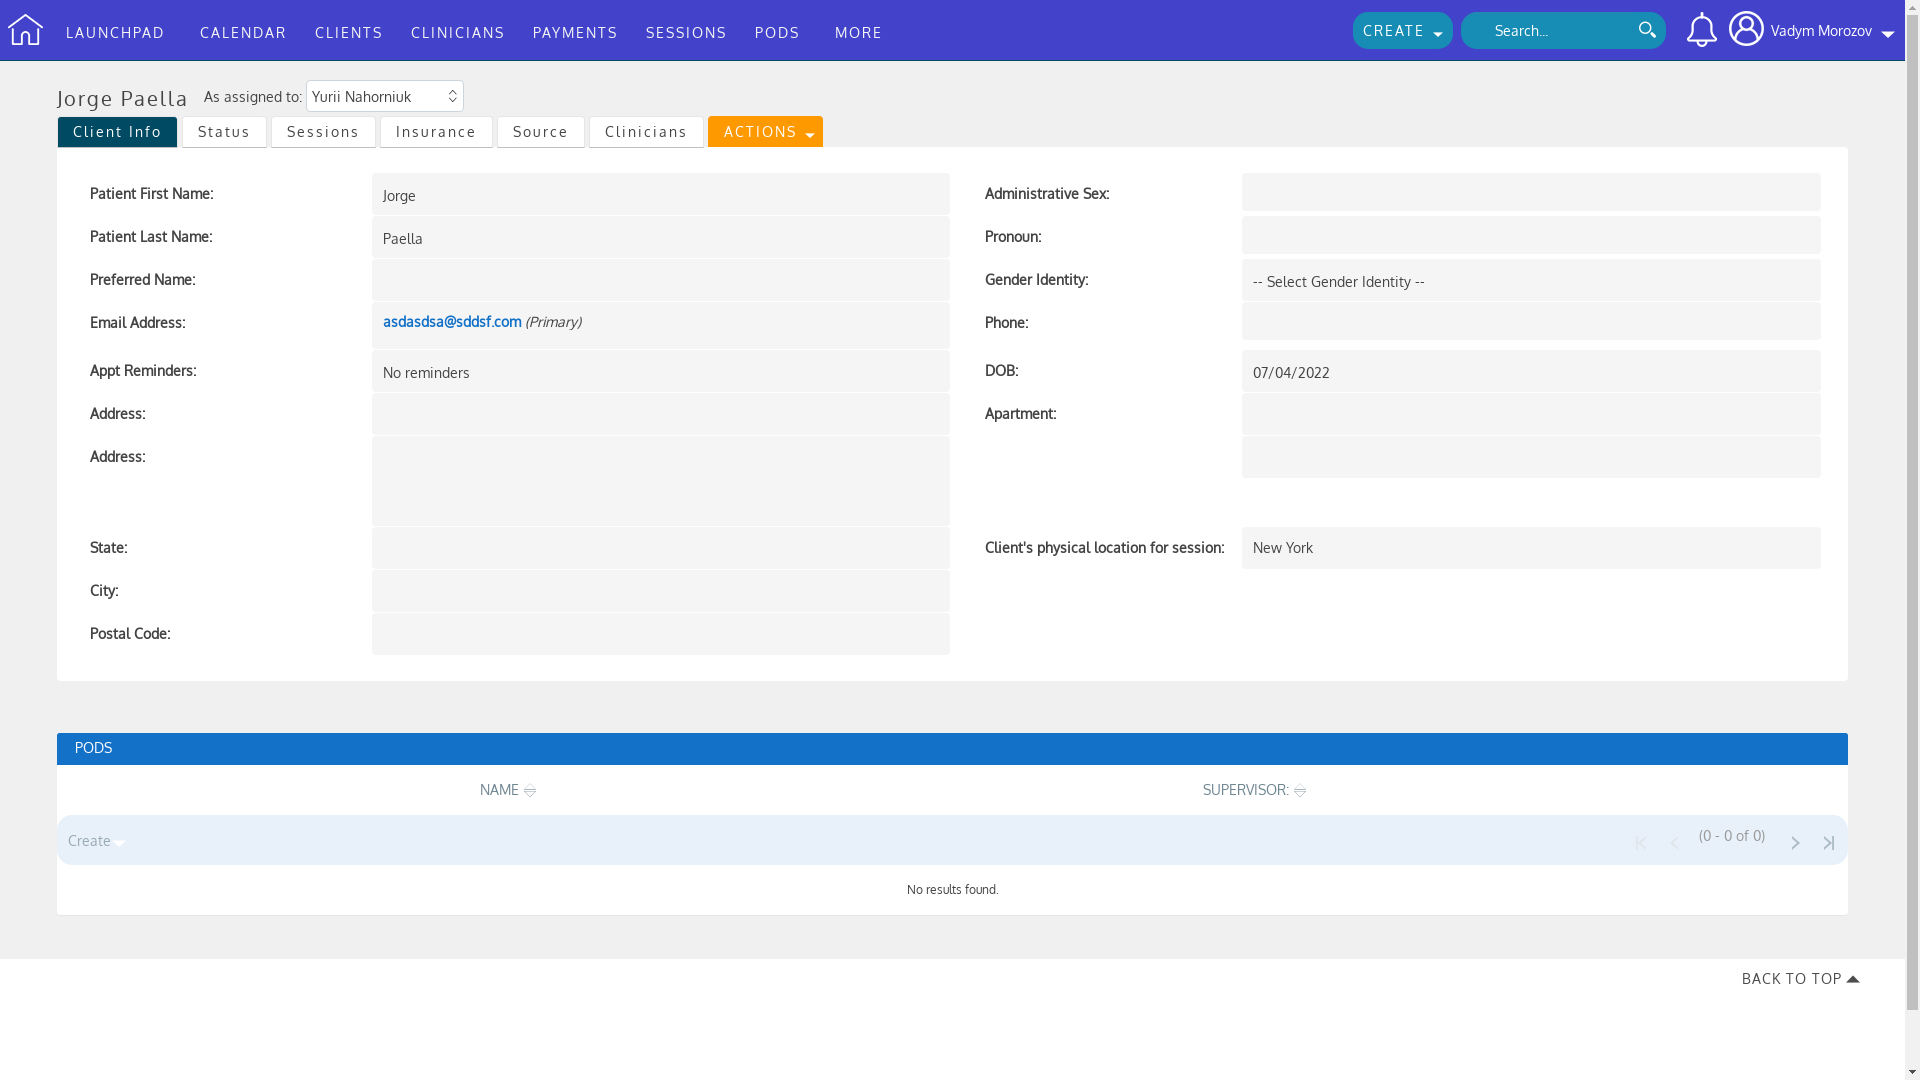 LAUNCHPAD CALENDAR CLIENTS CLINICIANS PAYMENTS SESSIONS PODS MORE CREATE Search... Vadym Morozov
Jorge Paella As assigned to: Yurii Nahorniuk
Client Info Status Sessions Insurance Source Clinicians ACTIONS
Patient First Name: Jorge Administrative Sex:
Patient Last Name: Paella Pronoun:
Preferred Name: Gender Identity: -- Select Gender Identity --
Email Address: asdasdsa@sddsf.com (Primary) Phone:
Appt Reminders: No reminders DOB: 07/04/2022
Address: Apartment:
Address:
State: Client's physical location for session: New York
City:
Postal Code:
PODS
NAME SUPERVISOR:
Create (0 - 0 of 0)
No results found.
BACK TO TOP